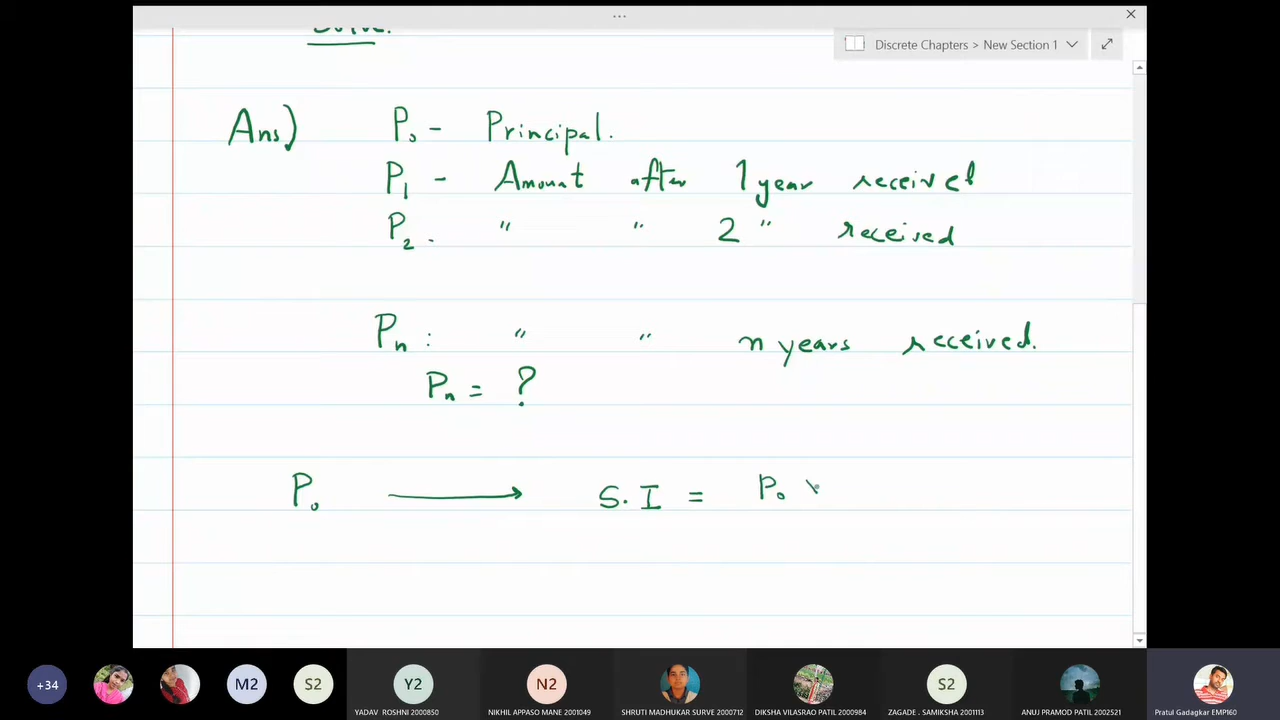 Solve.
Discrete Chapters > New Section 1
Ans) P₀ - Principal.
P₁ - Amount after 1 year received
P₂ . " " 2 " received
Pₙ : " " n years received.
Pₙ = ?
P₀ → S.I = P₀
+34
M2
S2
Y2
YADAV ROSHNI 2000850
N2
NIKHIL APPASO MANE 2001049
SHRUTI MADHUKAR SURVE 2000712
DIKSHA VILASRAO PATIL 2000984
S2
ZAGADE . SAMIKSHA 2001113
ANUJ PRAMOD PATIL 2002521
Pratul Gadagkar EMP160